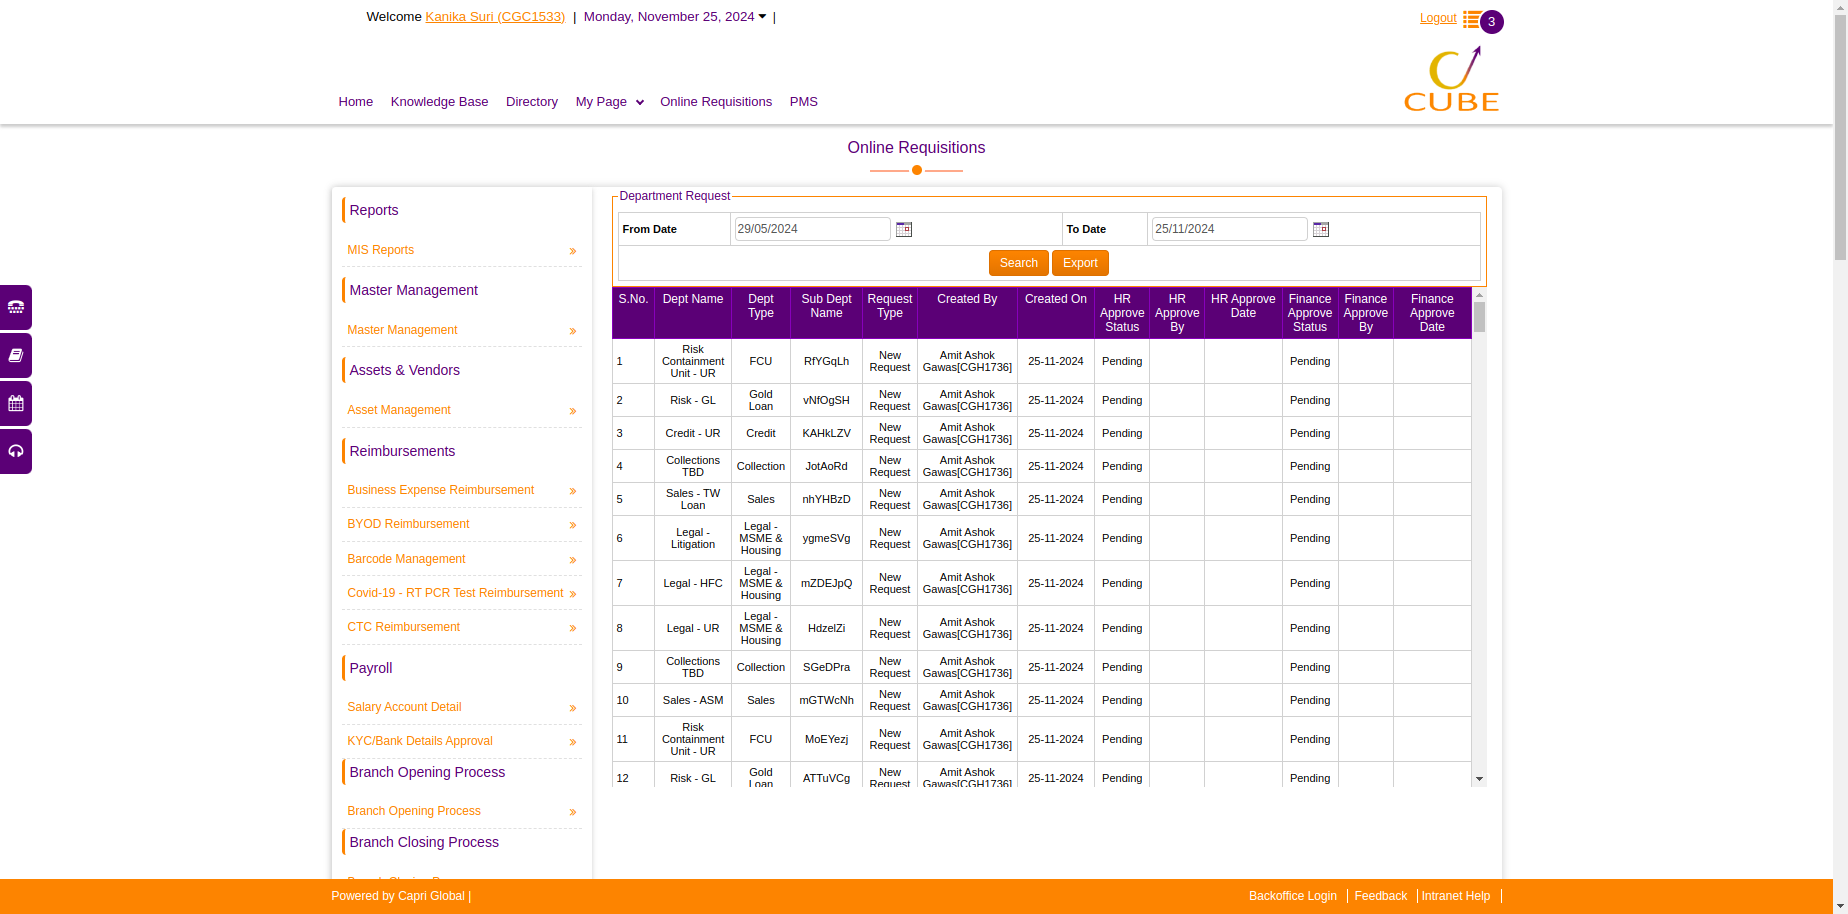 Welcome Kanika Suri (CGC1533) | Monday, November 25, 2024 |
Logout 3
CUBE
Home Knowledge Base Directory My Page Online Requisitions PMS
Online Requisitions
Reports
MIS Reports
Master Management
Master Management
Assets & Vendors
Asset Management
Reimbursements
Business Expense Reimbursement
BYOD Reimbursement
Barcode Management
Covid-19 - RT PCR Test Reimbursement
CTC Reimbursement
Payroll
Salary Account Detail
KYC/Bank Details Approval
Branch Opening Process
Branch Opening Process
Branch Closing Process
Department Request
From Date 29/05/2024 To Date 25/11/2024
Search Export
S.No. Dept Name Dept Type Sub Dept Name Request Type Created By Created On HR Approve Status HR Approve By HR Approve Date Finance Approve Status Finance Approve By Finance Approve Date
1 Risk Containment Unit - UR FCU RfYGqLh New Request Amit Ashok Gawas[CGH1736] 25-11-2024 Pending Pending
2 Risk - GL Gold Loan vNfOgSH New Request Amit Ashok Gawas[CGH1736] 25-11-2024 Pending Pending
3 Credit - UR Credit KAHkLZV New Request Amit Ashok Gawas[CGH1736] 25-11-2024 Pending Pending
4 Collections TBD Collection JotAoRd New Request Amit Ashok Gawas[CGH1736] 25-11-2024 Pending Pending
5 Sales - TW Loan Sales nhYHBzD New Request Amit Ashok Gawas[CGH1736] 25-11-2024 Pending Pending
6 Legal - Litigation Legal - MSME & Housing ygmeSVg New Request Amit Ashok Gawas[CGH1736] 25-11-2024 Pending Pending
7 Legal - HFC Legal - MSME & Housing mZDEJpQ New Request Amit Ashok Gawas[CGH1736] 25-11-2024 Pending Pending
8 Legal - UR Legal - MSME & Housing HdzelZi New Request Amit Ashok Gawas[CGH1736] 25-11-2024 Pending Pending
9 Collections TBD Collection SGeDPra New Request Amit Ashok Gawas[CGH1736] 25-11-2024 Pending Pending
10 Sales - ASM Sales mGTWcNh New Request Amit Ashok Gawas[CGH1736] 25-11-2024 Pending Pending
11 Risk Containment Unit - UR FCU MoEYezj New Request Amit Ashok Gawas[CGH1736] 25-11-2024 Pending Pending
12 Risk - GL Gold Loan ATTuVCg New Request Amit Ashok Gawas[CGH1736] 25-11-2024 Pending Pending
Powered by Capri Global |
Backoffice Login | Feedback | Intranet Help |